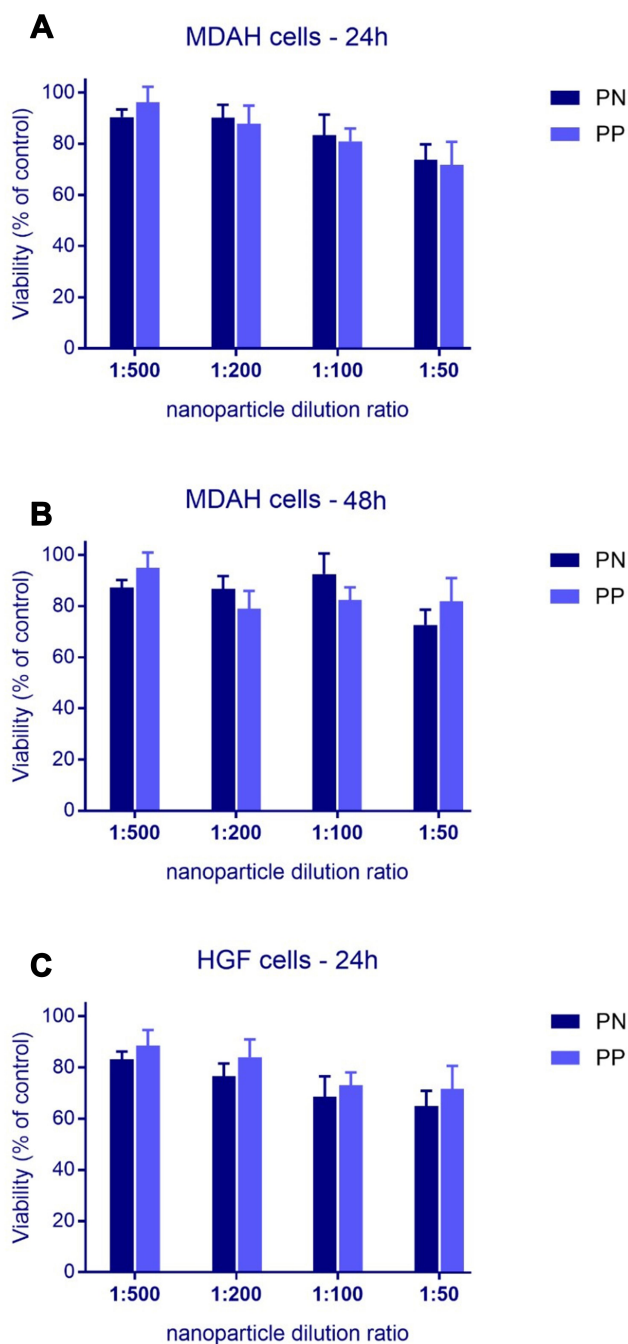 A
MDAH cells - 24h
Viability (% of control)
100
80
60
40
20
0
1:500 1:200 1:100 1:50
nanoparticle dilution ratio
PN
PP
B
MDAH cells - 48h
Viability (% of control)
100
80
60
40
20
0
1:500 1:200 1:100 1:50
nanoparticle dilution ratio
PN
PP
C
HGF cells - 24h
Viability (% of control)
100
80
60
40
20
0
1:500 1:200 1:100 1:50
nanoparticle dilution ratio
PN
PP